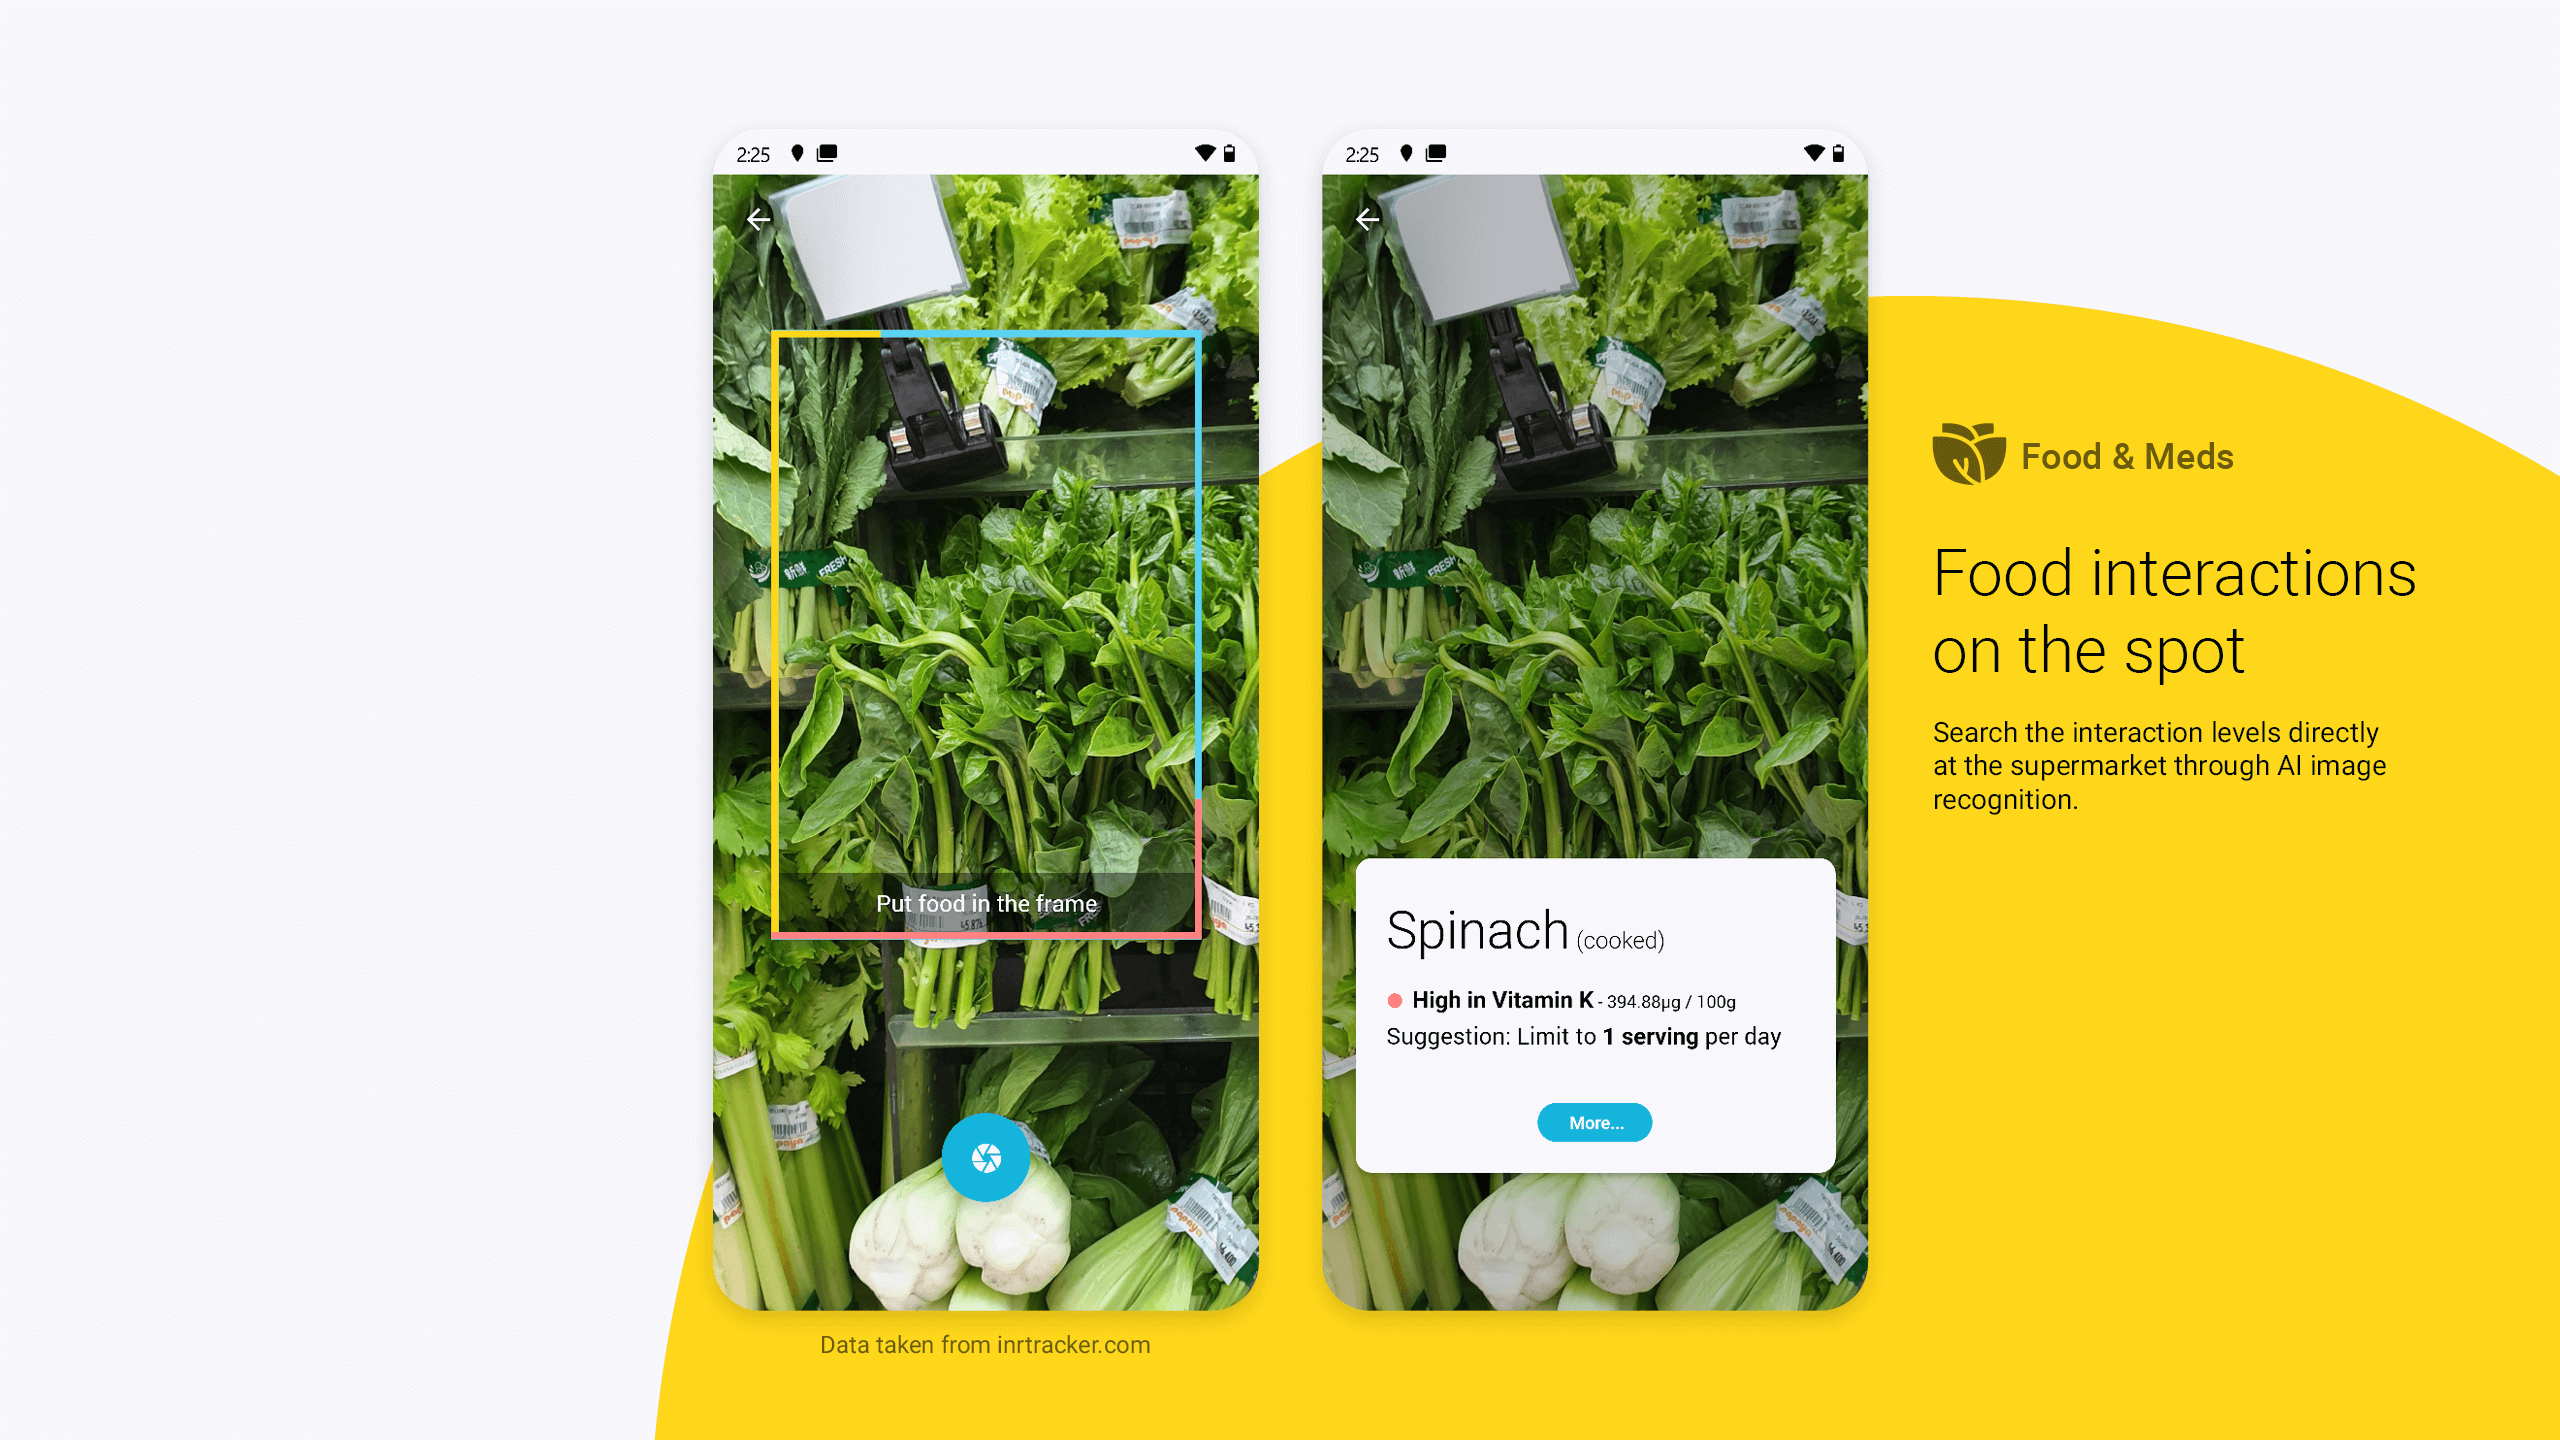 2:25
Put food in the frame
FRESH
Data taken from inrtracker.com
2:25
FRESH
Spinach (cooked)
High in Vitamin K - 394.88µg / 100g
Suggestion: Limit to 1 serving per day
More...
Food & Meds
Food interactions
on the spot
Search the interaction levels directly
at the supermarket through AI image
recognition.